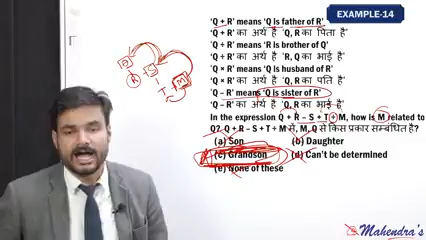 EXAMPLE-14
'Q + R' means 'Q is father of R'
'Q + R' का अर्थ है 'Q, R का पिता है'
'Q ÷ R' means R is brother of Q'
'Q ÷ R' का अर्थ है 'R, Q का भाई है'
'Q × R' means 'Q is husband of R'
'Q × R' का अर्थ है 'Q, R का पति है'
'Q – R' means 'Q is sister of R'
'Q – R' का अर्थ है 'Q, R का भाई है'
In the expression Q + R – S + T + M, how is M related to
Q? Q + R – S + T + M से, M, Q से किस प्रकार सम्बंधित है?
(a) Son (b) Daughter
(c) Grandson (d) Can't be determined
(e) None of these
Mahendra's